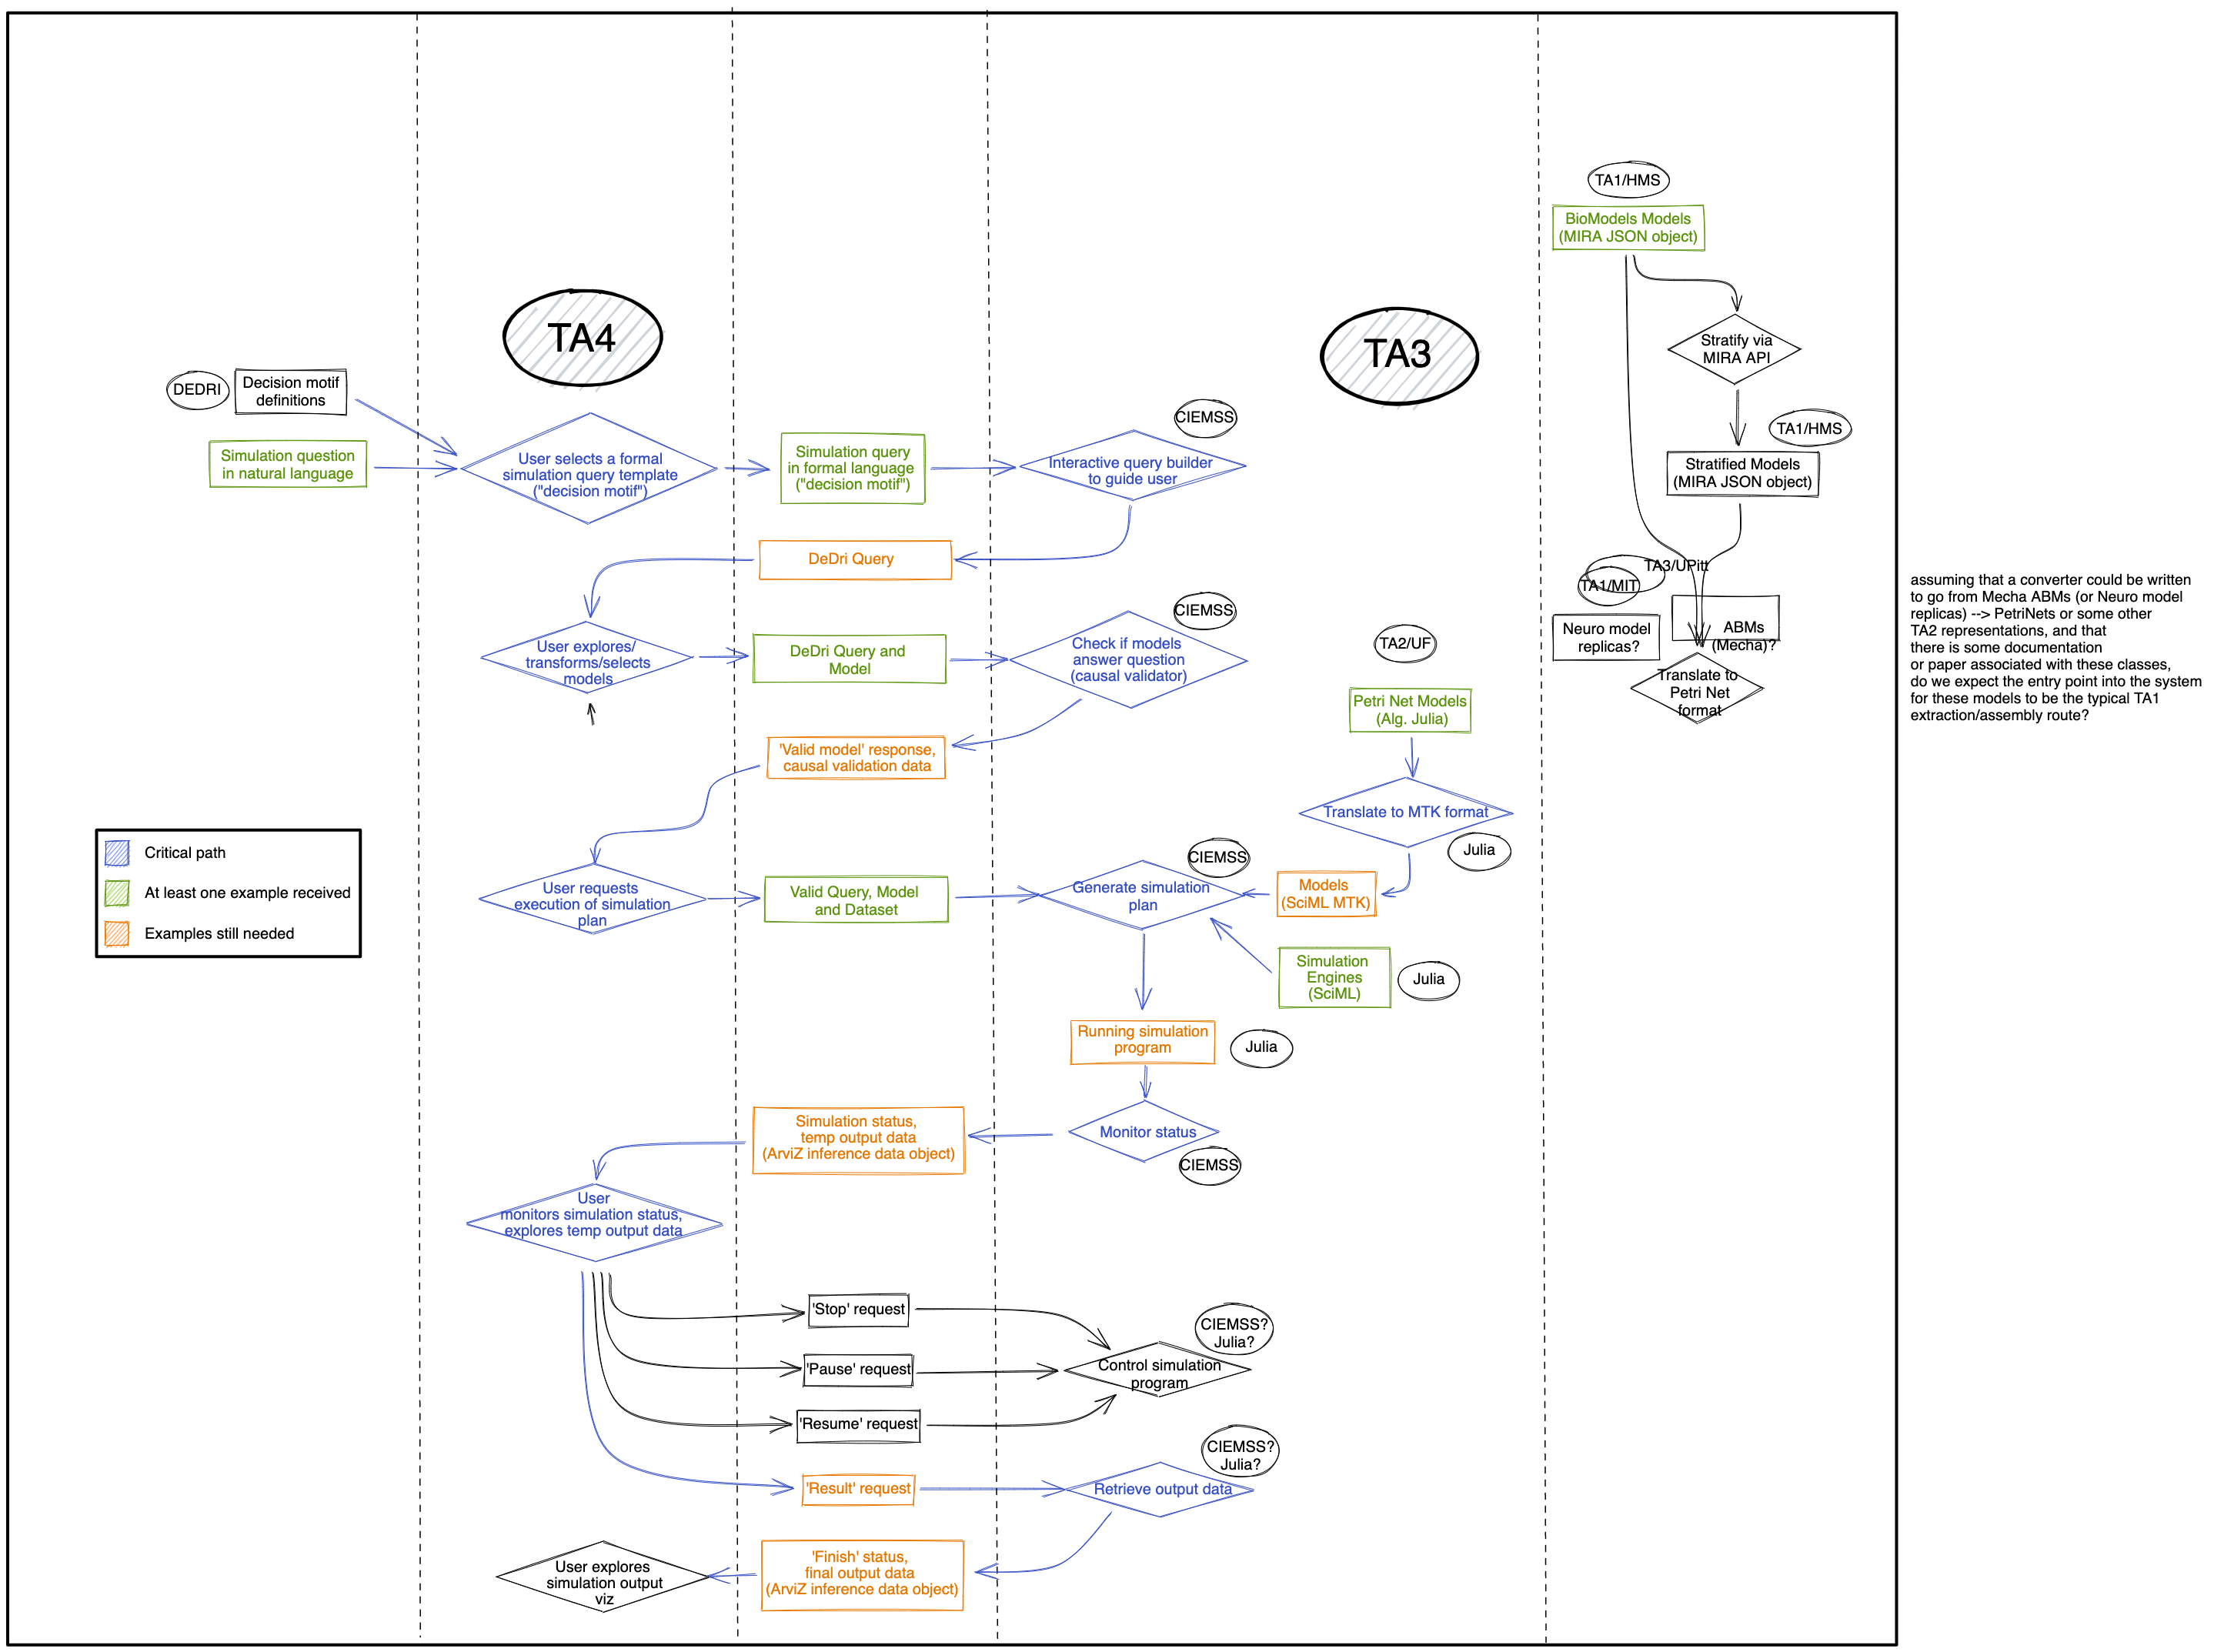 TA1/HMS
BioModels Models
(MIRA JSON object)
TA4
TA3
Stratify via
MIRA API
DEDRI
Decision motif
definitions
Simulation question
in natural language
User selects a formal
simulation query template
("decision motif")
Simulation query
in formal language
("decision motif")
CIEMSS
Interactive query builder
to guide user
TA1/HMS
Stratified Models
(MIRA JSON object)
DeDri Query
TA3/UPitt
TA1/MIT
Neuro model
replicas?
ABMs
(Mecha)?
Translate to
Petri Net
format
assuming that a converter could be written
to go from Mecha ABMs (or Neuro model
replicas) --> PetriNets or some other
TA2 representations, and that
there is some documentation
or paper associated with these classes,
do we expect the entry point into the system
for these models to be the typical TA1
extraction/assembly route?
User explores/
transforms/selects
models
DeDri Query and
Model
CIEMSS
Check if models
answer question
(causal validator)
TA2/UF
Petri Net Models
(Alg. Julia)
'Valid model' response,
causal validation data
Translate to MTK format
Julia
Critical path
At least one example received
Examples still needed
User requests
execution of simulation
plan
Valid Query, Model
and Dataset
CIEMSS
Generate simulation
plan
Models
(SciML MTK)
Simulation
Engines
(SciML)
Julia
Running simulation
program
Julia
Simulation status,
temp output data
(ArviZ inference data object)
Monitor status
CIEMSS
User
monitors simulation status,
explores temp output data
'Stop' request
'Pause' request
'Resume' request
CIEMSS?
Julia?
Control simulation
program
'Result' request
CIEMSS?
Julia?
Retrieve output data
User explores
simulation output
viz
'Finish' status,
final output data
(ArviZ inference data object)